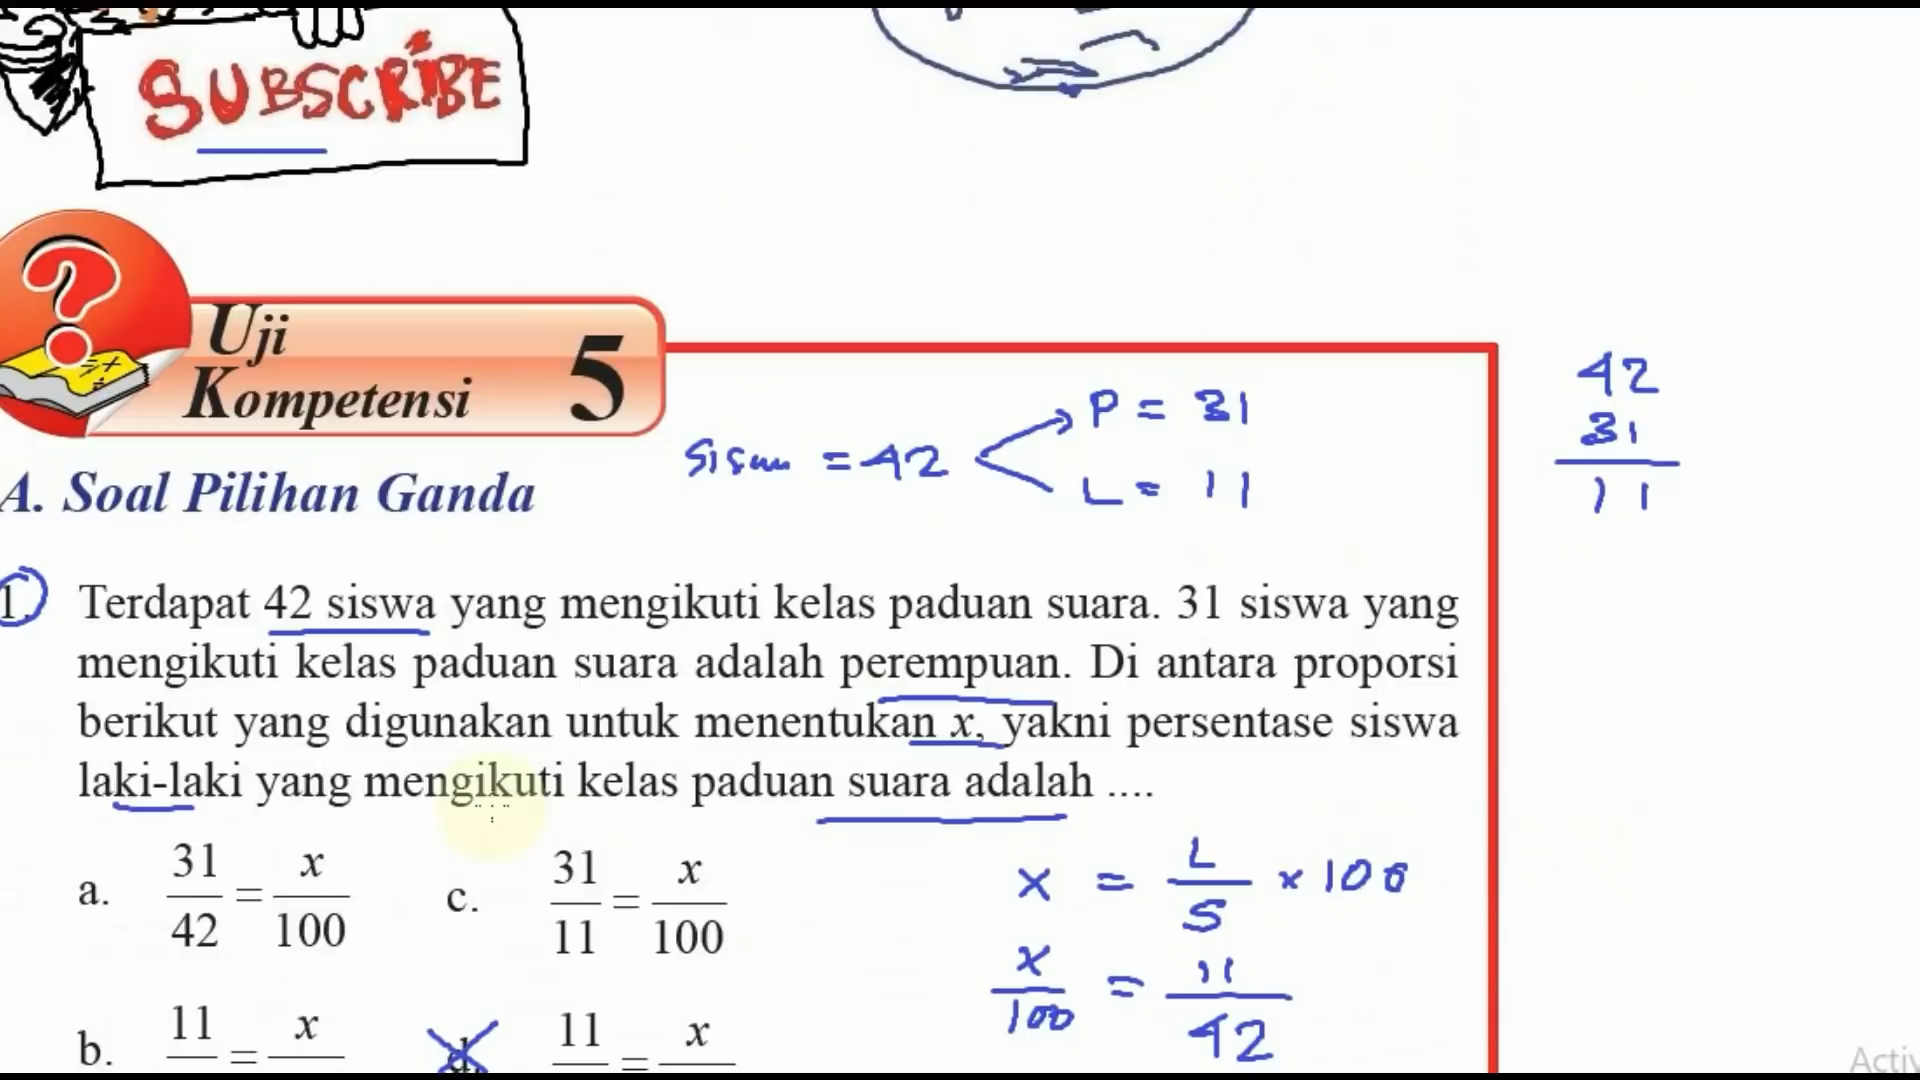 SUBSCRIBE
Uji
Kompetensi 5
P = 31
= 42
L = 11
42
31
11
A. Soal Pilihan Ganda
1. Terdapat 42 siswa yang mengikuti kelas paduan suara. 31 siswa yang
mengikuti kelas paduan suara adalah perempuan. Di antara proporsi
berikut yang digunakan untuk menentukan x, yakni persentase siswa
laki-laki yang mengikuti kelas paduan suara adalah ....
a. 31/42 = x/100
c. 31/11 = x/100
x = L/S × 100
x/100 = 11/42
b. 11 = x
d. 11 = x
Activ